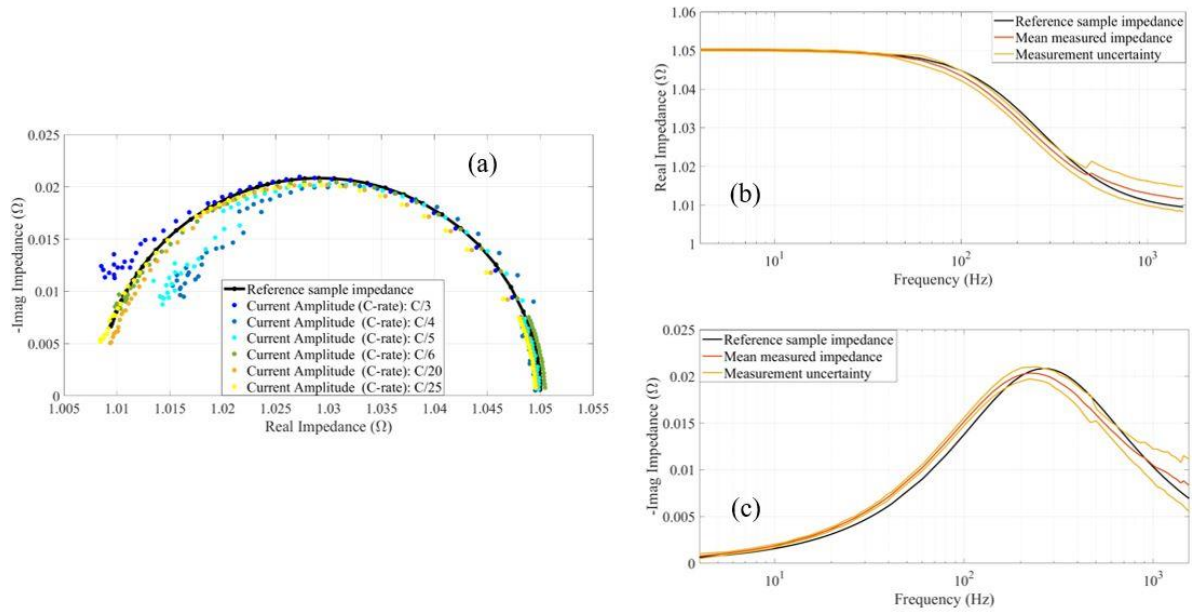 (a)
0.025
0.02
0.015
0.01
0.005
0
-Imag Impedance (Ω)
Reference sample impedance
Current Amplitude (C-rate): C/3
Current Amplitude (C-rate): C/4
Current Amplitude (C-rate): C/5
Current Amplitude (C-rate): C/6
Current Amplitude (C-rate): C/20
Current Amplitude (C-rate): C/25
1.005 1.01 1.015 1.02 1.025 1.03 1.035 1.04 1.045 1.05 1.055
Real Impedance (Ω)
1.06
1.05
1.04
1.03
1.02
1.01
1
Real Impedance (Ω)
Reference sample impedance
Mean measured impedance
Measurement uncertainty
(b)
10¹ 10² 10³
Frequency (Hz)
0.025
0.02
0.015
0.01
0.005
0
-Imag Impedance (Ω)
Reference sample impedance
Mean measured impedance
Measurement uncertainty
(c)
10¹ 10² 10³
Frequency (Hz)